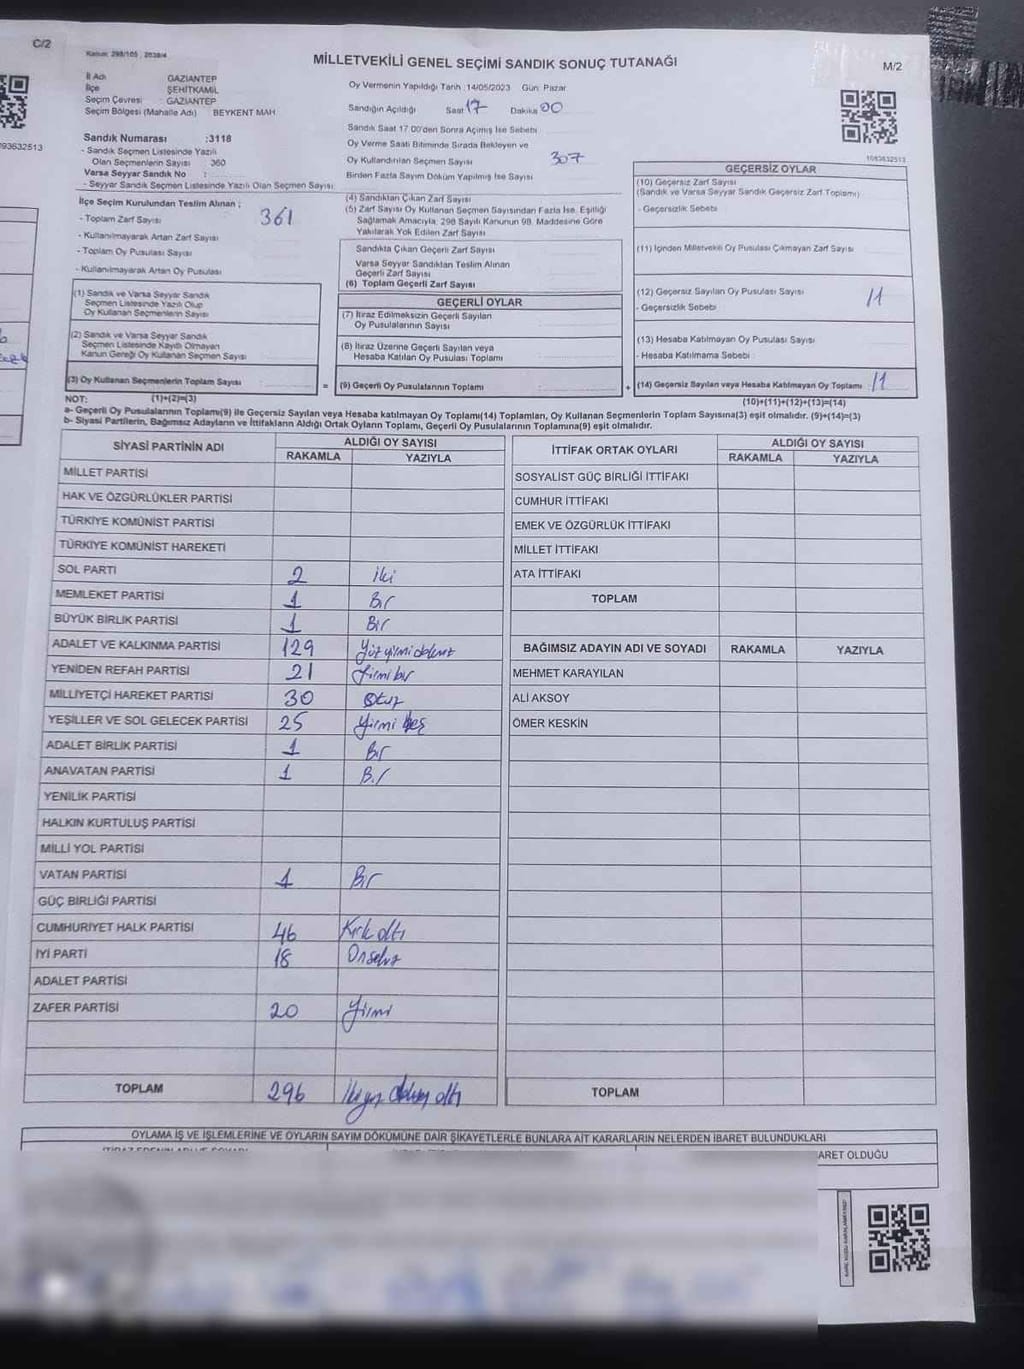 C/2
Kanun: 298/105 : 2839/4
MİLLETVEKİLİ GENEL SEÇİMİ SANDIK SONUÇ TUTANAĞI
M/2
İl Adı GAZİANTEP
İlçe ŞEHİTKAMİL
Seçim Çevresi : GAZİANTEP
Seçim Bölgesi (Mahalle Adı) BEYKENT MAH.
Oy Vermenin Yapıldığı Tarih :14/05/2023 Gün: Pazar
Sandığın Açıldığı Saat 17 Dakika 00
Sandık Saat 17.00'den Sonra Açımış İse Sebebi
Oy Verme Saati Bitiminde Sırada Bekleyen ve
Oy Kullandırılan Seçmen Sayısı 307
Birden Fazla Sayım Döküm Yapılmış İse Sayısı
093632513
1093632513
Sandık Numarası :3118
- Sandık Seçmen Listesinde Yazılı
Olan Seçmenlerin Sayısı 360
Varsa Seyyar Sandık No :
- Seyyar Sandık Seçmen Listesinde Yazılı Olan Seçmen Sayısı
İlçe Seçim Kurulundan Teslim Alınan ; 361
- Toplam Zarf Sayısı
- Kullanılmayarak Artan Zarf Sayısı
- Toplam Oy Pusulası Sayısı
- Kullanılmayarak Artan Oy Pusulası
(1) Sandık ve Varsa Seyyar Sandık
Seçmen Listesinde Yazılı Olup
Oy Kullanan Seçmenlerin Sayısı
(2) Sandık ve Varsa Seyyar Sandık
Seçmen Listesinde Kayıtlı Olmayan
Kanun Gereği Oy Kullanan Seçmen Sayısı
(3) Oy Kullanan Seçmenlerin Toplam Sayısı
(4) Sandıktan Çıkan Zarf Sayısı
(5) Zarf Sayısı Oy Kullanan Seçmen Sayısından Fazla İse, Eşitliği
Sağlamak Amacıyla; 298 Sayılı Kanunun 98. Maddesine Göre
Yakılarak Yok Edilen Zarf Sayısı
Sandıkta Çıkan Geçerli Zarf Sayısı
Varsa Seyyar Sandıktan Teslim Alınan
Geçerli Zarf Sayısı
(6) Toplam Geçerli Zarf Sayısı
GEÇERLİ OYLAR
(7) İtiraz Edilmeksizin Geçerli Sayılan
Oy Pusulalarının Sayısı
(8) İtiraz Üzerine Geçerli Sayılan veya
Hesaba Katılan Oy Pusulası Toplamı
= (9) Geçerli Oy Pusulalarının Toplamı
GEÇERSİZ OYLAR
(10) Geçersiz Zarf Sayısı
(Sandık ve Varsa Seyyar Sandık Geçersiz Zarf Toplamı)
- Geçersizlik Sebebi
(11) İçinden Milletvekili Oy Pusulası Çıkmayan Zarf Sayısı
(12) Geçersiz Sayılan Oy Pusulası Sayısı 11
- Geçersizlik Sebebi
(13) Hesaba Katılmayan Oy Pusulası Sayısı
- Hesaba Katılmama Sebebi
+ (14) Geçersiz Sayılan veya Hesaba Katılmayan Oy Toplamı 11
NOT: (1)+(2)=(3)
(10)+(11)+(12)+(13)=(14)
a- Geçerli Oy Pusulalarının Toplamı(9) ile Geçersiz Sayılan veya Hesaba katılmayan Oy Toplamı(14) Toplamları, Oy Kullanan Seçmenlerin Toplam Sayısına(3) eşit olmalıdır. (9)+(14)=(3)
b- Siyasi Partilerin, Bağımsız Adayların ve İttifakların Aldığı Ortak Oyların Toplamı, Geçerli Oy Pusulalarının Toplamına(9) eşit olmalıdır.
SİYASİ PARTİNİN ADI ALDIĞI OY SAYISI
RAKAMLA YAZIYLA
MİLLET PARTİSİ
HAK VE ÖZGÜRLÜKLER PARTİSİ
TÜRKİYE KOMÜNİST PARTİSİ
TÜRKİYE KOMÜNİST HAREKETİ
SOL PARTİ 2 iki
MEMLEKET PARTİSİ 1 Bir
BÜYÜK BİRLİK PARTİSİ 1 Bir
ADALET VE KALKINMA PARTİSİ 129 Yüzyirmidokuz
YENİDEN REFAH PARTİSİ 21 Yirmibir
MİLLİYETÇİ HAREKET PARTİSİ 30 Otuz
YEŞİLLER VE SOL GELECEK PARTİSİ 25 Yirmi beş
ADALET BİRLİK PARTİSİ 1 Bir
ANAVATAN PARTİSİ 1 Bir
YENİLİK PARTİSİ
HALKIN KURTULUŞ PARTİSİ
MİLLİ YOL PARTİSİ
VATAN PARTİSİ 1 Bir
GÜÇ BİRLİĞİ PARTİSİ
CUMHURİYET HALK PARTİSİ 46 Kırk altı
İYİ PARTİ 18 Onsekiz
ADALET PARTİSİ
ZAFER PARTİSİ 20 Yirmi
TOPLAM 296 İkiyüz doksan altı
İTTİFAK ORTAK OYLARI ALDIĞI OY SAYISI
RAKAMLA YAZIYLA
SOSYALİST GÜÇ BİRLİĞİ İTTİFAKI
CUMHUR İTTİFAKI
EMEK VE ÖZGÜRLÜK İTTİFAKI
MİLLET İTTİFAKI
ATA İTTİFAKI
TOPLAM
BAĞIMSIZ ADAYIN ADI VE SOYADI RAKAMLA YAZIYLA
MEHMET KARAYILAN
ALİ AKSOY
ÖMER KESKİN
TOPLAM
OYLAMA İŞ VE İŞLEMLERİNE VE OYLARIN SAYIM DÖKÜMÜNE DAİR ŞİKAYETLERLE BUNLARA AİT KARARLARIN NELERDEN İBARET BULUNDUKLARI
ARET OLDUĞU